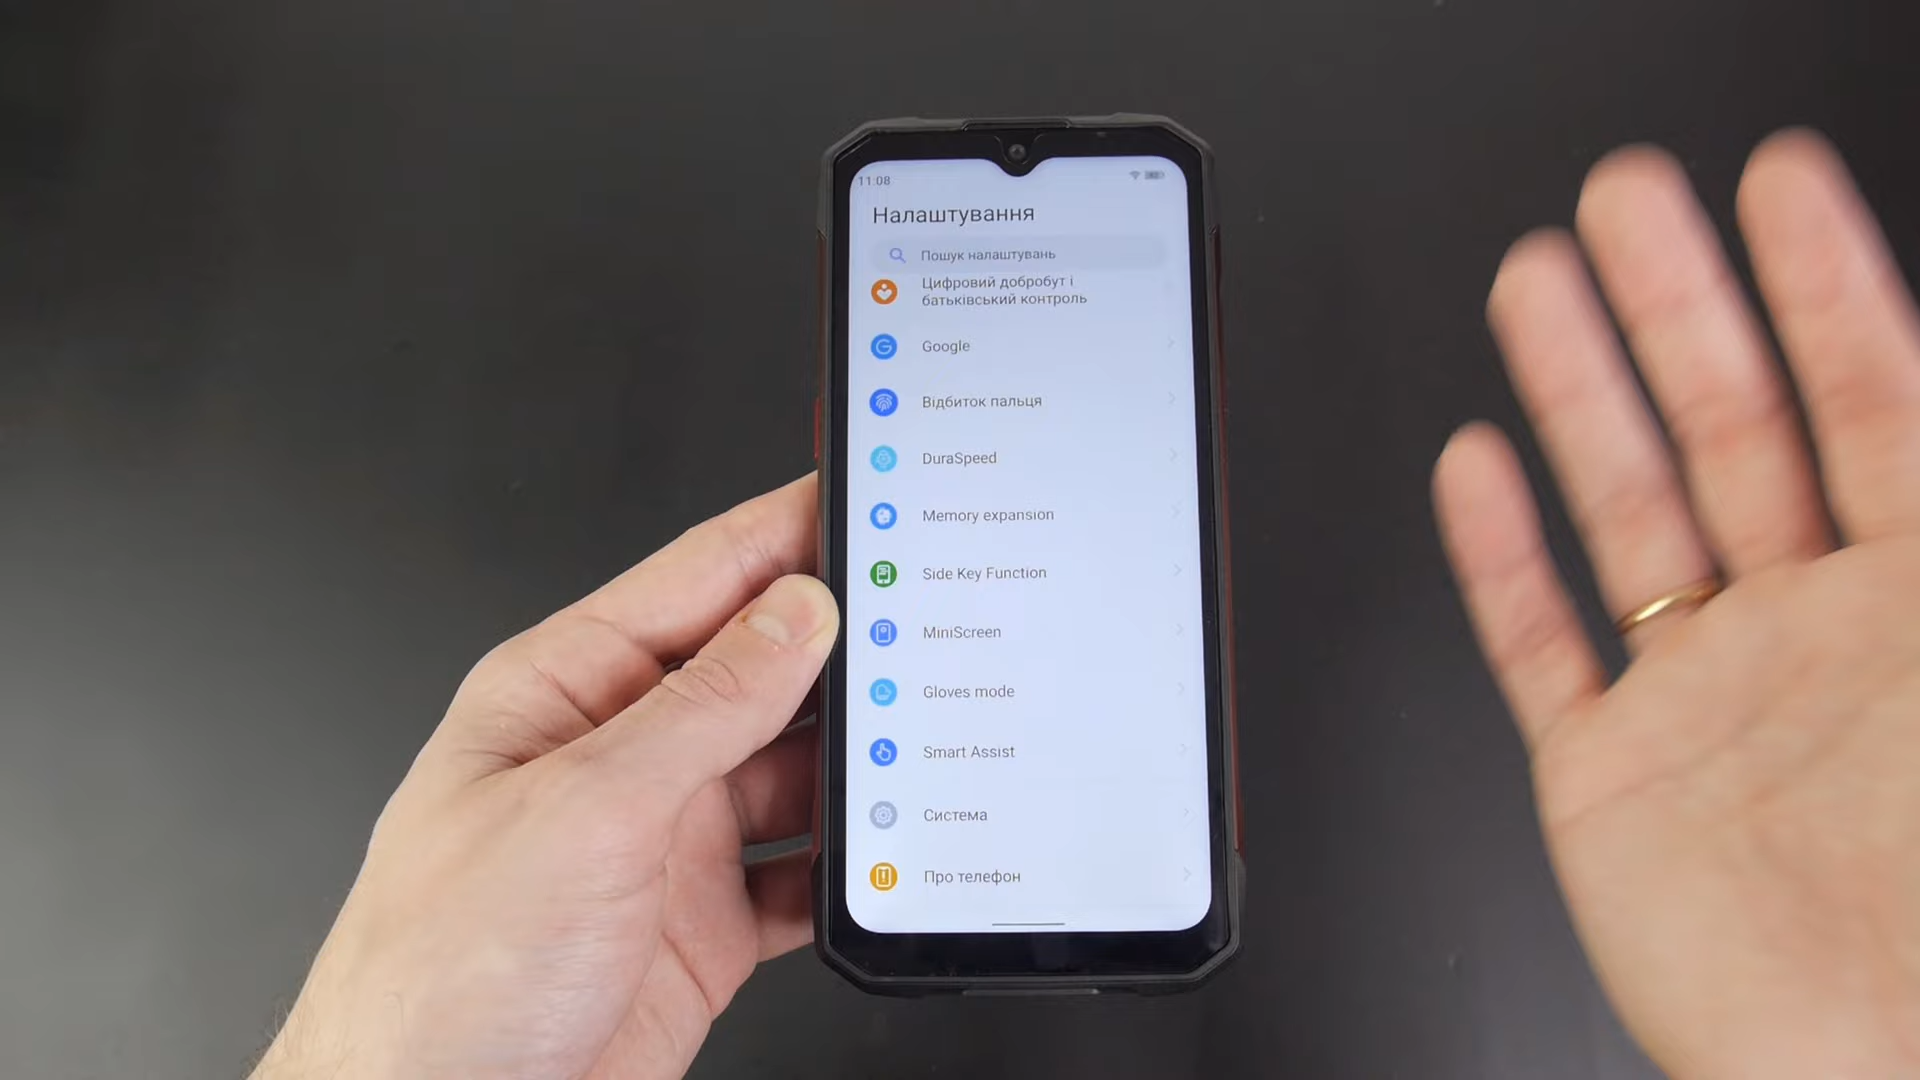 11:08
Налаштування
Пошук налаштувань
Цифровий добробут і
батьківський контроль
Google
Відбиток пальця
DuraSpeed
Memory expansion
Side Key Function
MiniScreen
Gloves mode
Smart Assist
Система
Про телефон